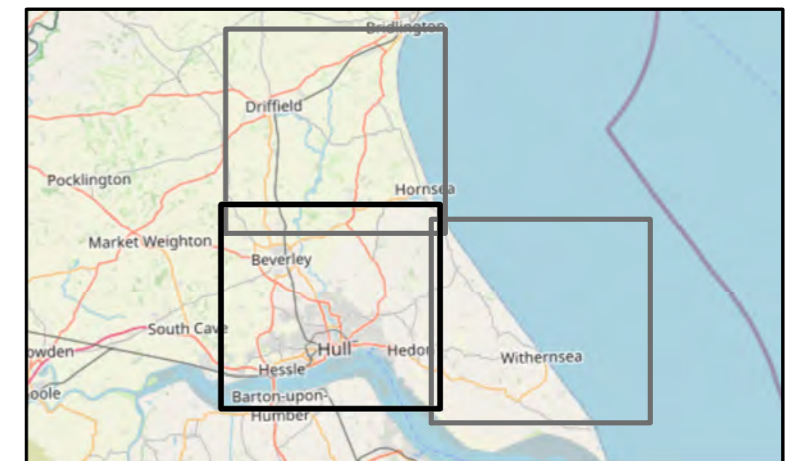 Bridlington
Driffield
Pocklington
Hornsea
Market Weighton
Beverley
South Cave
owden
Hull
Hedon
Withernsea
Hessle
oole
Barton-upon-
Humber